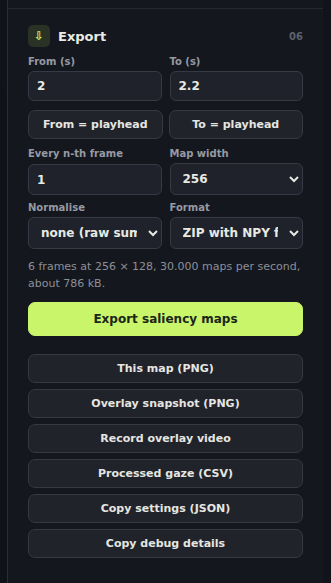 ⇩ Export 06
From (s) To (s)
2 2.2
From = playhead To = playhead
Every n-th frame Map width
1 256
Normalise Format
none (raw sum ZIP with NPY f
6 frames at 256 × 128, 30.000 maps per second,
about 786 kB.
Export saliency maps
This map (PNG)
Overlay snapshot (PNG)
Record overlay video
Processed gaze (CSV)
Copy settings (JSON)
Copy debug details